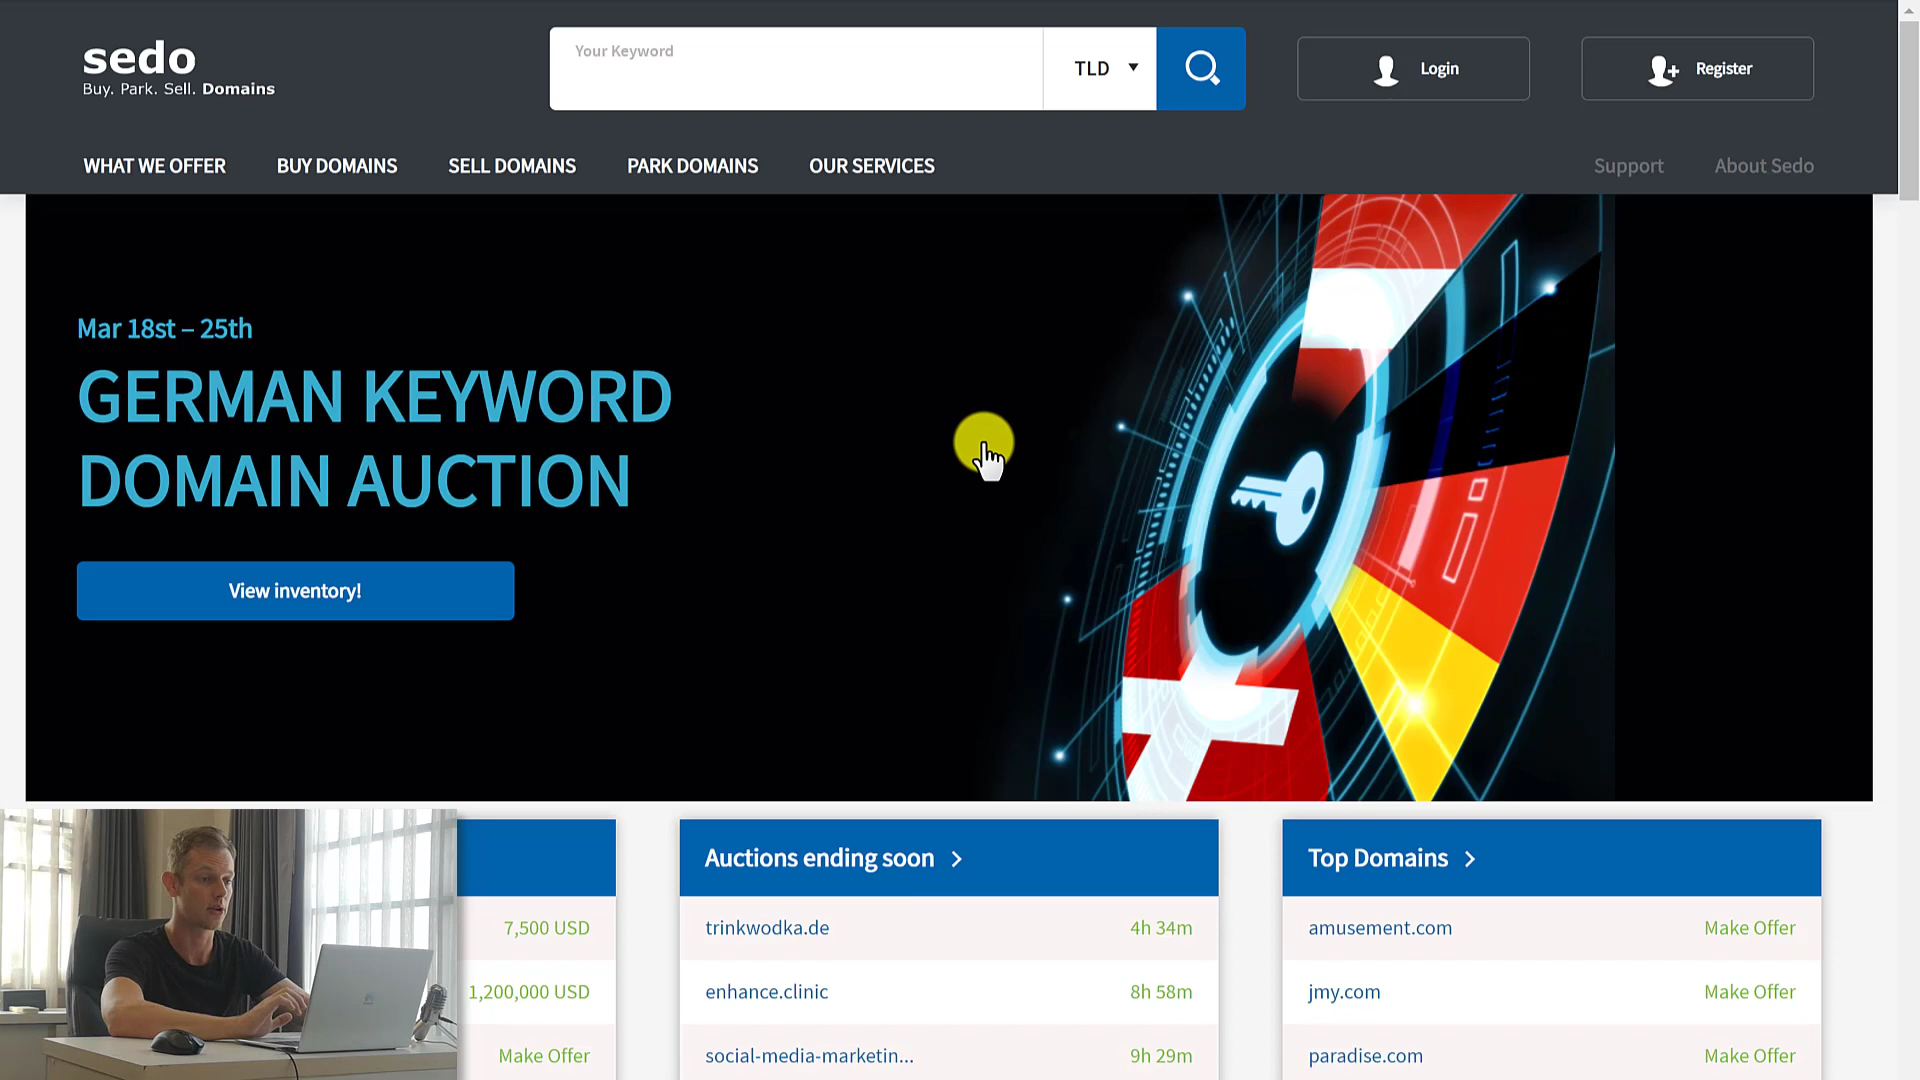 sedo
Buy. Park. Sell. Domains
Your Keyword
TLD
Login
Register
WHAT WE OFFER
BUY DOMAINS
SELL DOMAINS
PARK DOMAINS
OUR SERVICES
Support
About Sedo
Mar 18st – 25th
GERMAN KEYWORD
DOMAIN AUCTION
View inventory!
7,500 USD
1,200,000 USD
Make Offer
Auctions ending soon
trinkwodka.de 4h 34m
enhance.clinic 8h 58m
social-media-marketin... 9h 29m
Top Domains
amusement.com Make Offer
jmy.com Make Offer
paradise.com Make Offer